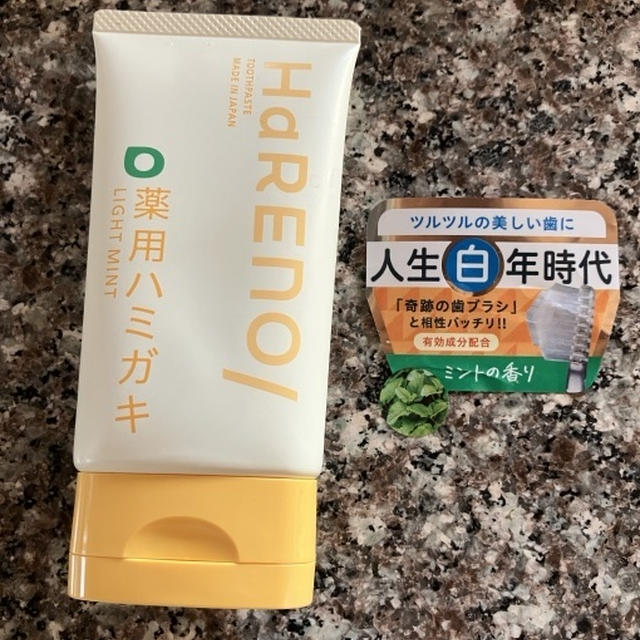 HaRENO/
TOOTHPASTE
MADE IN JAPAN
薬用ハミガキ
LIGHT MINT
ツルツルの美しい歯に
人生白年時代
「奇跡の歯ブラシ」
と相性バッチリ!!
有効成分配合
ミントの香り